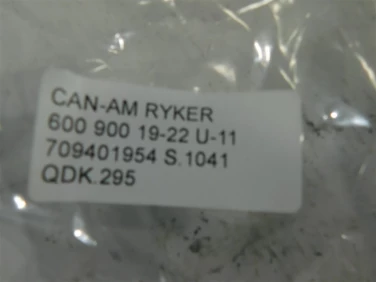 CAN-AM RYKER
600 900 19-22 U-11
709401954 S.1041
QDK.295